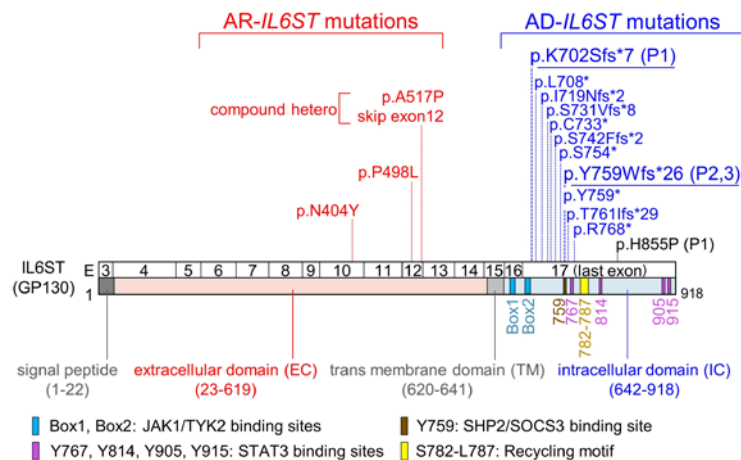 AR-IL6ST mutations
AD-IL6ST mutations
p.K702Sfs*7 (P1)
p.L708*
p.I719Nfs*2
p.S731Vfs*8
p.C733*
p.S742Ffs*2
p.S754*
p.Y759Wfs*26 (P2,3)
p.Y759*
p.T761Ifs*29
p.R768*
p.H855P (P1)
compound hetero
p.A517P
skip exon12
p.P498L
p.N404Y
IL6ST
(GP130)
E 3 4 5 6 7 8 9 10 11 12 13 14 15 16 17 (last exon)
1 918
Box1 Box2 759 767 782-787 814 905 915
signal peptide
(1-22)
extracellular domain (EC)
(23-619)
trans membrane domain (TM)
(620-641)
intracellular domain (IC)
(642-918)
Box1, Box2: JAK1/TYK2 binding sites
Y759: SHP2/SOCS3 binding site
Y767, Y814, Y905, Y915: STAT3 binding sites
S782-L787: Recycling motif